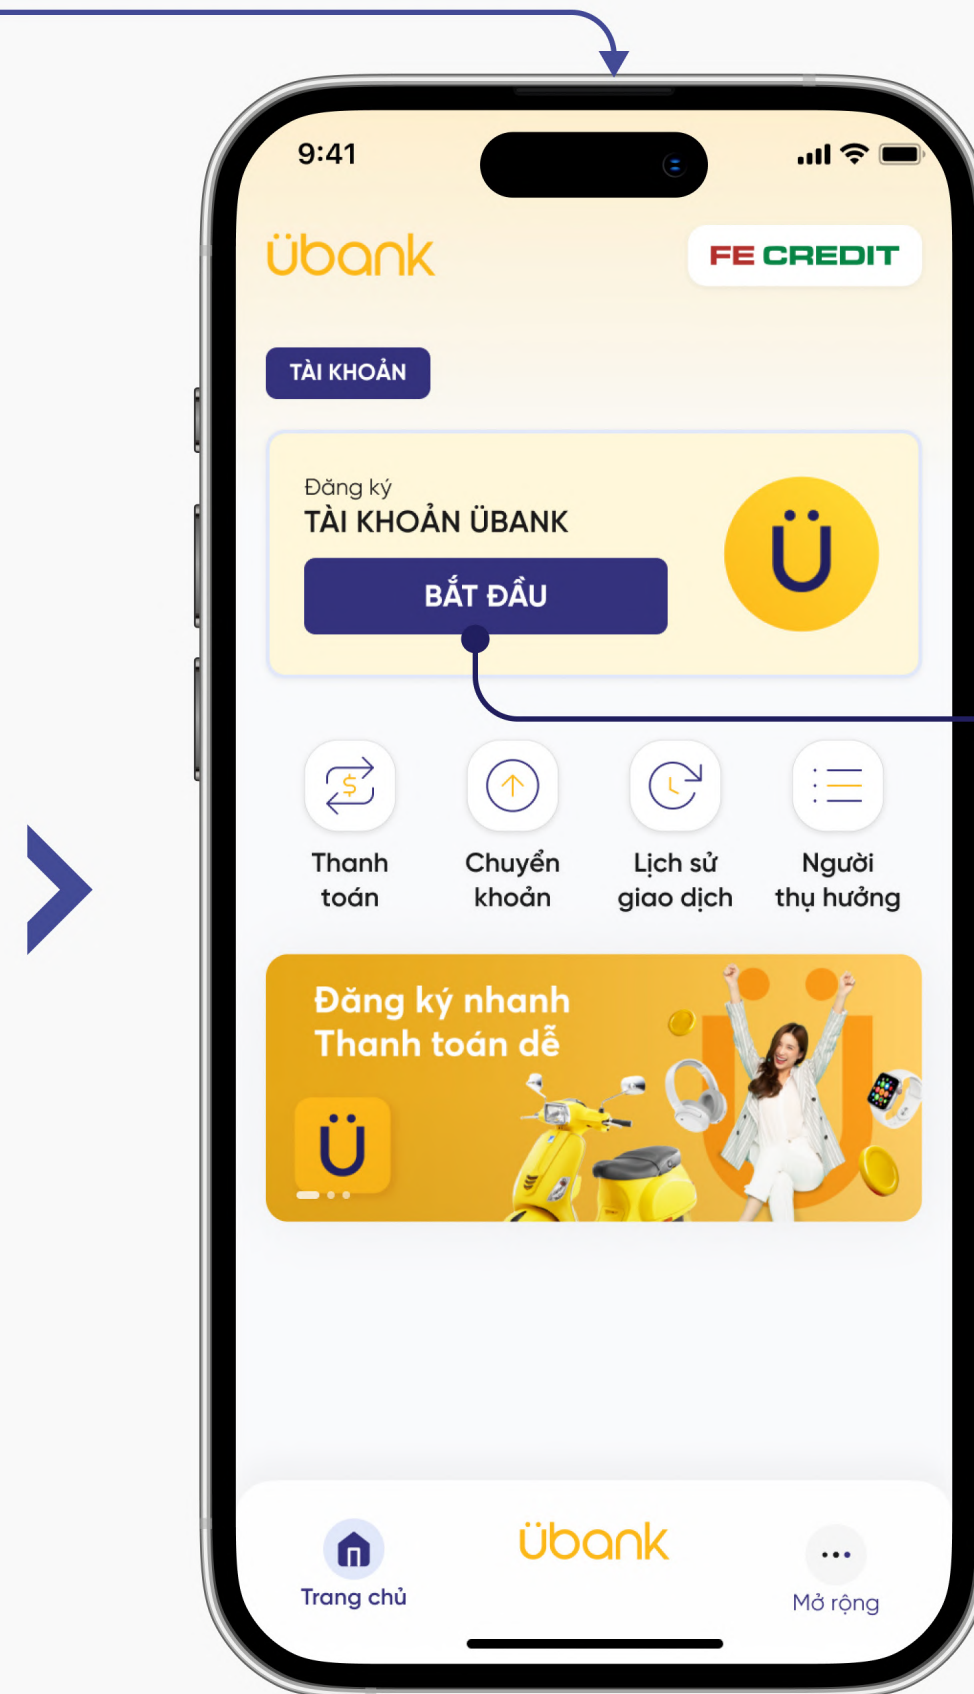 9:41
übank
FE CREDIT
TÀI KHOẢN
Đăng ký
TÀI KHOẢN ÜBANK
BẮT ĐẦU
Ü
Thanh toán
Chuyển khoản
Lịch sử giao dịch
Người thụ hưởng
Đăng ký nhanh
Thanh toán dễ
Ü
Trang chủ
übank
Mở rộng